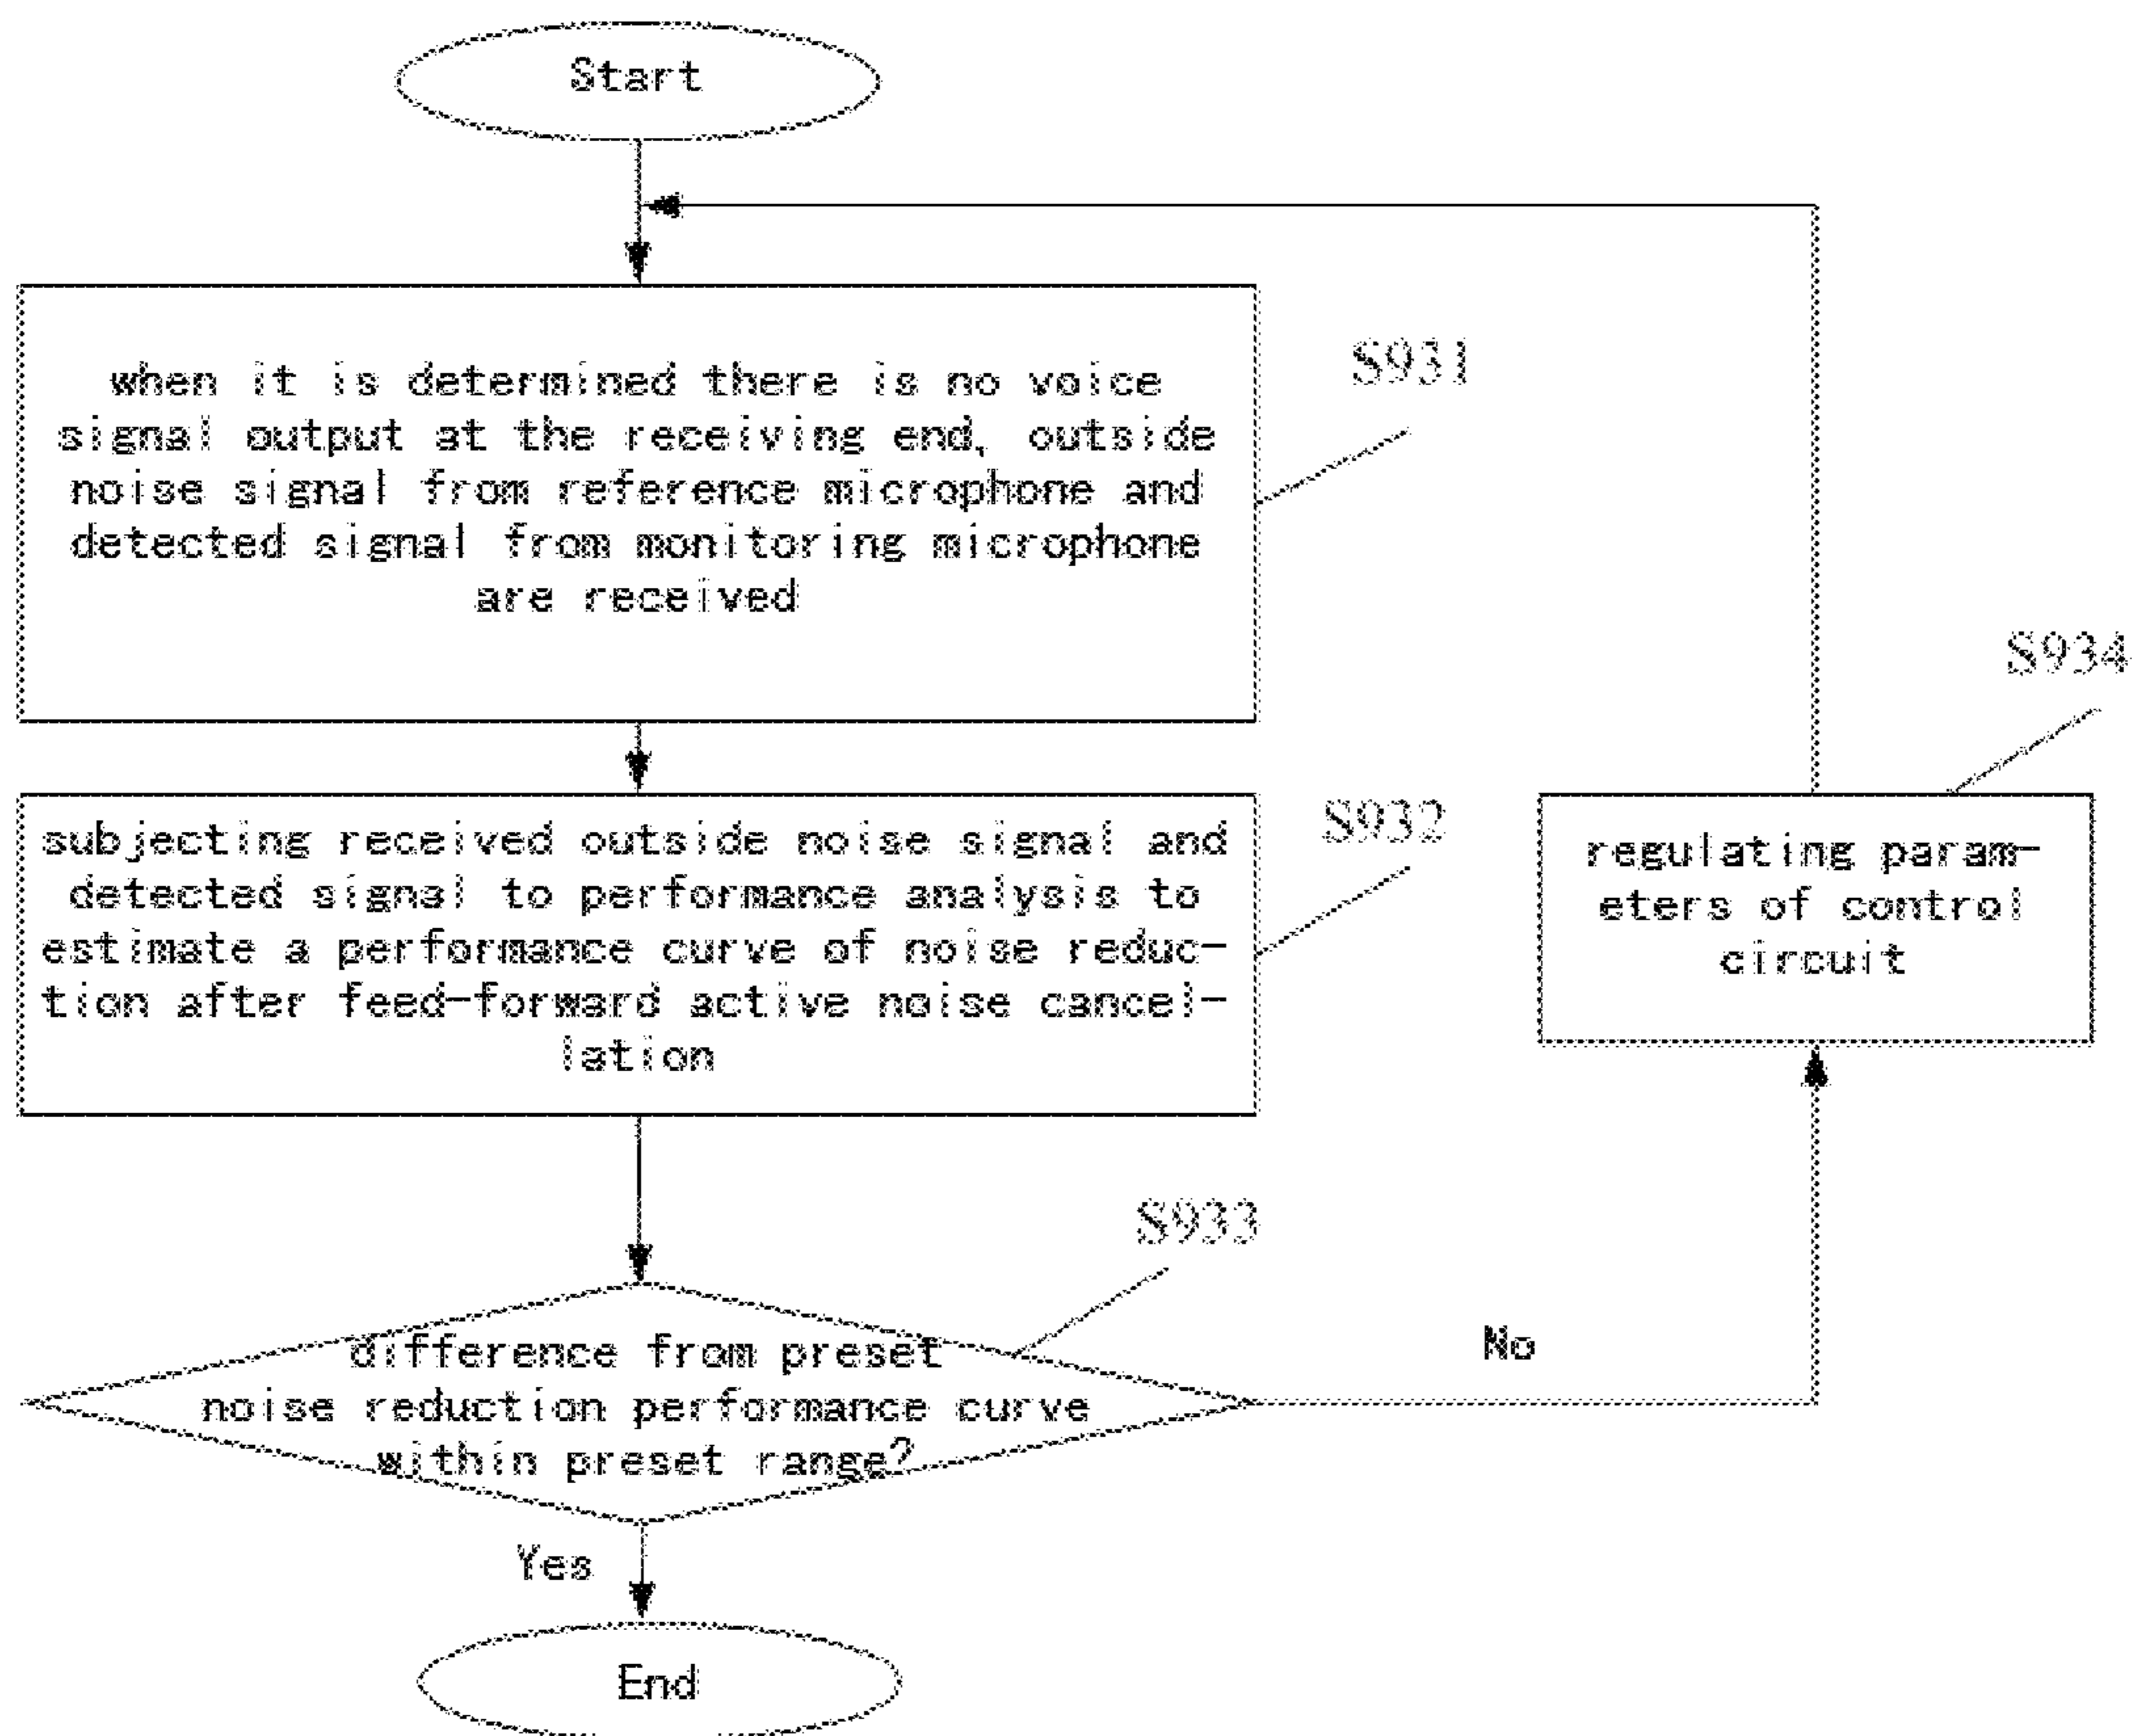 Start
when it is determined there is no voice
signal output at the receiving end, outside
noise signal from reference microphone and
detected signal from monitoring microphone
are received
S931
subjecting received outside noise signal and
detected signal to performance analysis to
estimate a performance curve of noise reduc-
tion after feed-forward active noise cancel-
lation
S932
S934
regulating param-
eters of control
circuit
S933
difference from preset
noise reduction performance curve
within preset range?
No
Yes
End